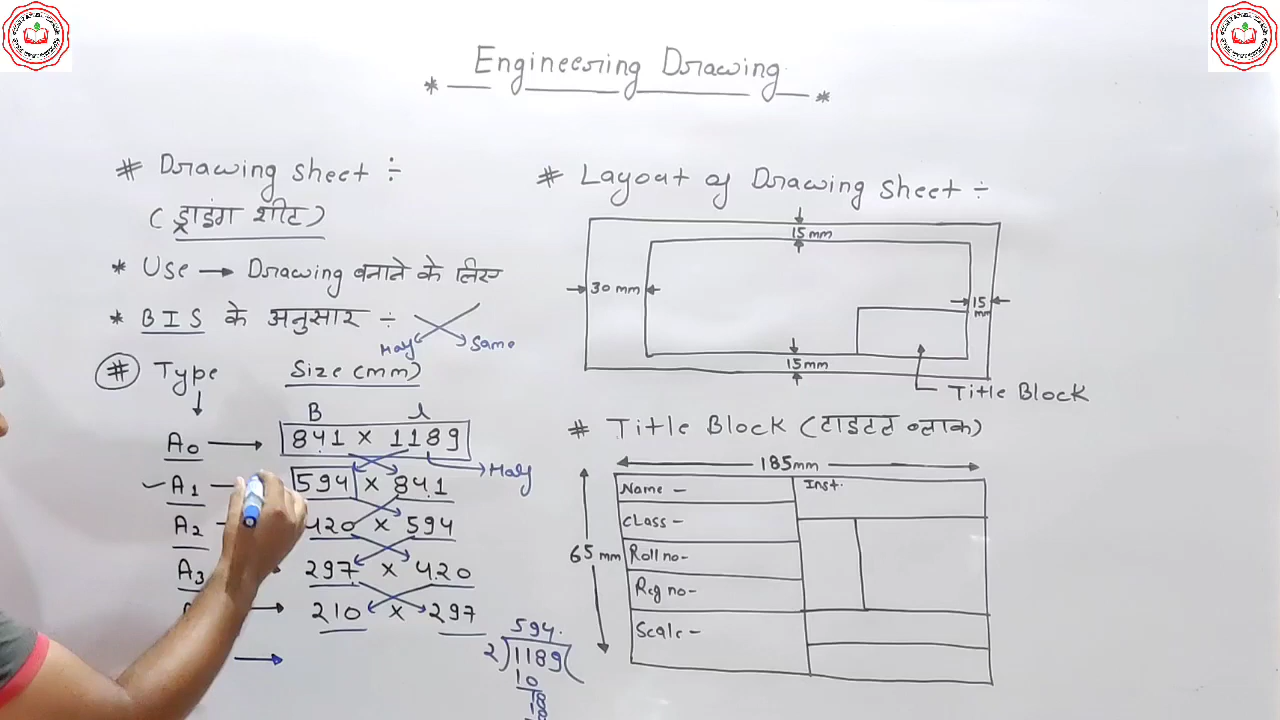 Engineering Drawing
# Drawing sheet ÷
(ड्राइंग शीट)
* Use → Drawing बनाने के लिए
* BIS के अनुसार ÷
Half Same
# Type Size (mm)
B l
A0 → 841 × 1189
→ Half
A1 → 594 × 841
A2 420 × 594
A3 297 × 420
→ 210 × 297
→
594.
2) 1189 (
10
18
18
# Layout of Drawing Sheet ÷
15 mm
30 mm
15 mm
15mm
Title Block
# Title Block (टाइटल ब्लाक)
185mm
65 mm
Name -
Inst.
Class -
Roll no-
Reg no-
Scale -